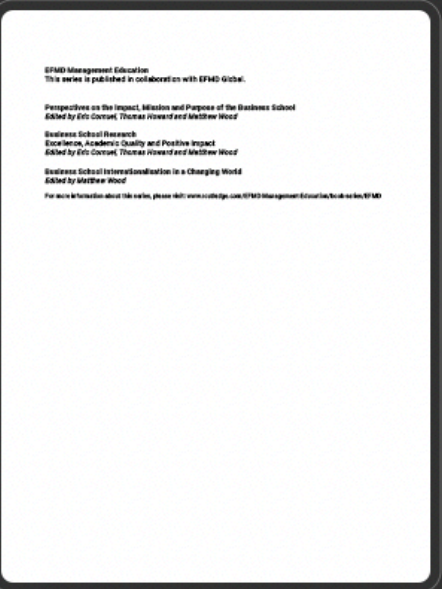 EFMD Management Education
This series is published in collaboration with EFMD Global.
Perspectives on the Impact, Mission and Purpose of the Business School
Edited by Eric Cornuel, Thomas Howard and Matthew Wood
Business School Research
Excellence, Academic Quality and Positive Impact
Edited by Eric Cornuel, Thomas Howard and Matthew Wood
Business School Internationalisation in a Changing World
Edited by Matthew Wood
For more information about this series, please visit: www.routledge.com/EFMD-Management-Education/book-series/EFMD